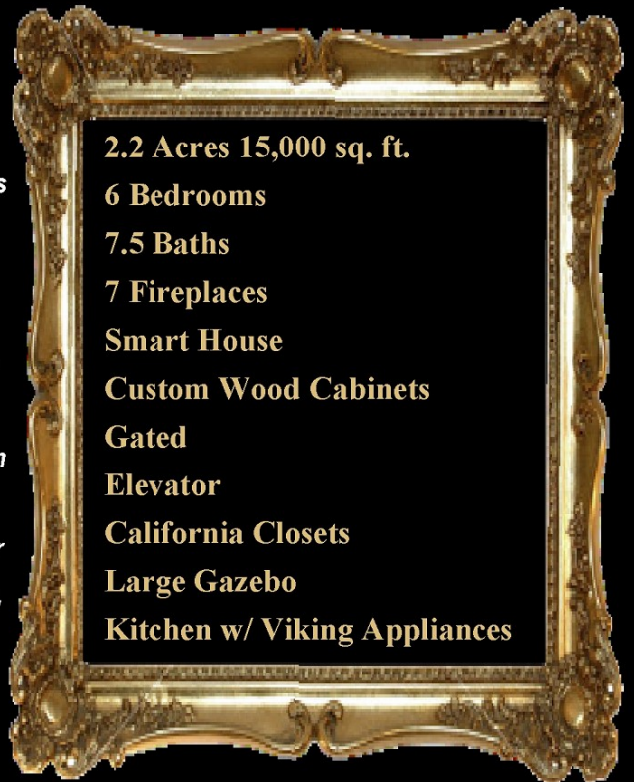 2.2 Acres 15,000 sq. ft.
6 Bedrooms
7.5 Baths
7 Fireplaces
Smart House
Custom Wood Cabinets
Gated
Elevator
California Closets
Large Gazebo
Kitchen w/ Viking Appliances